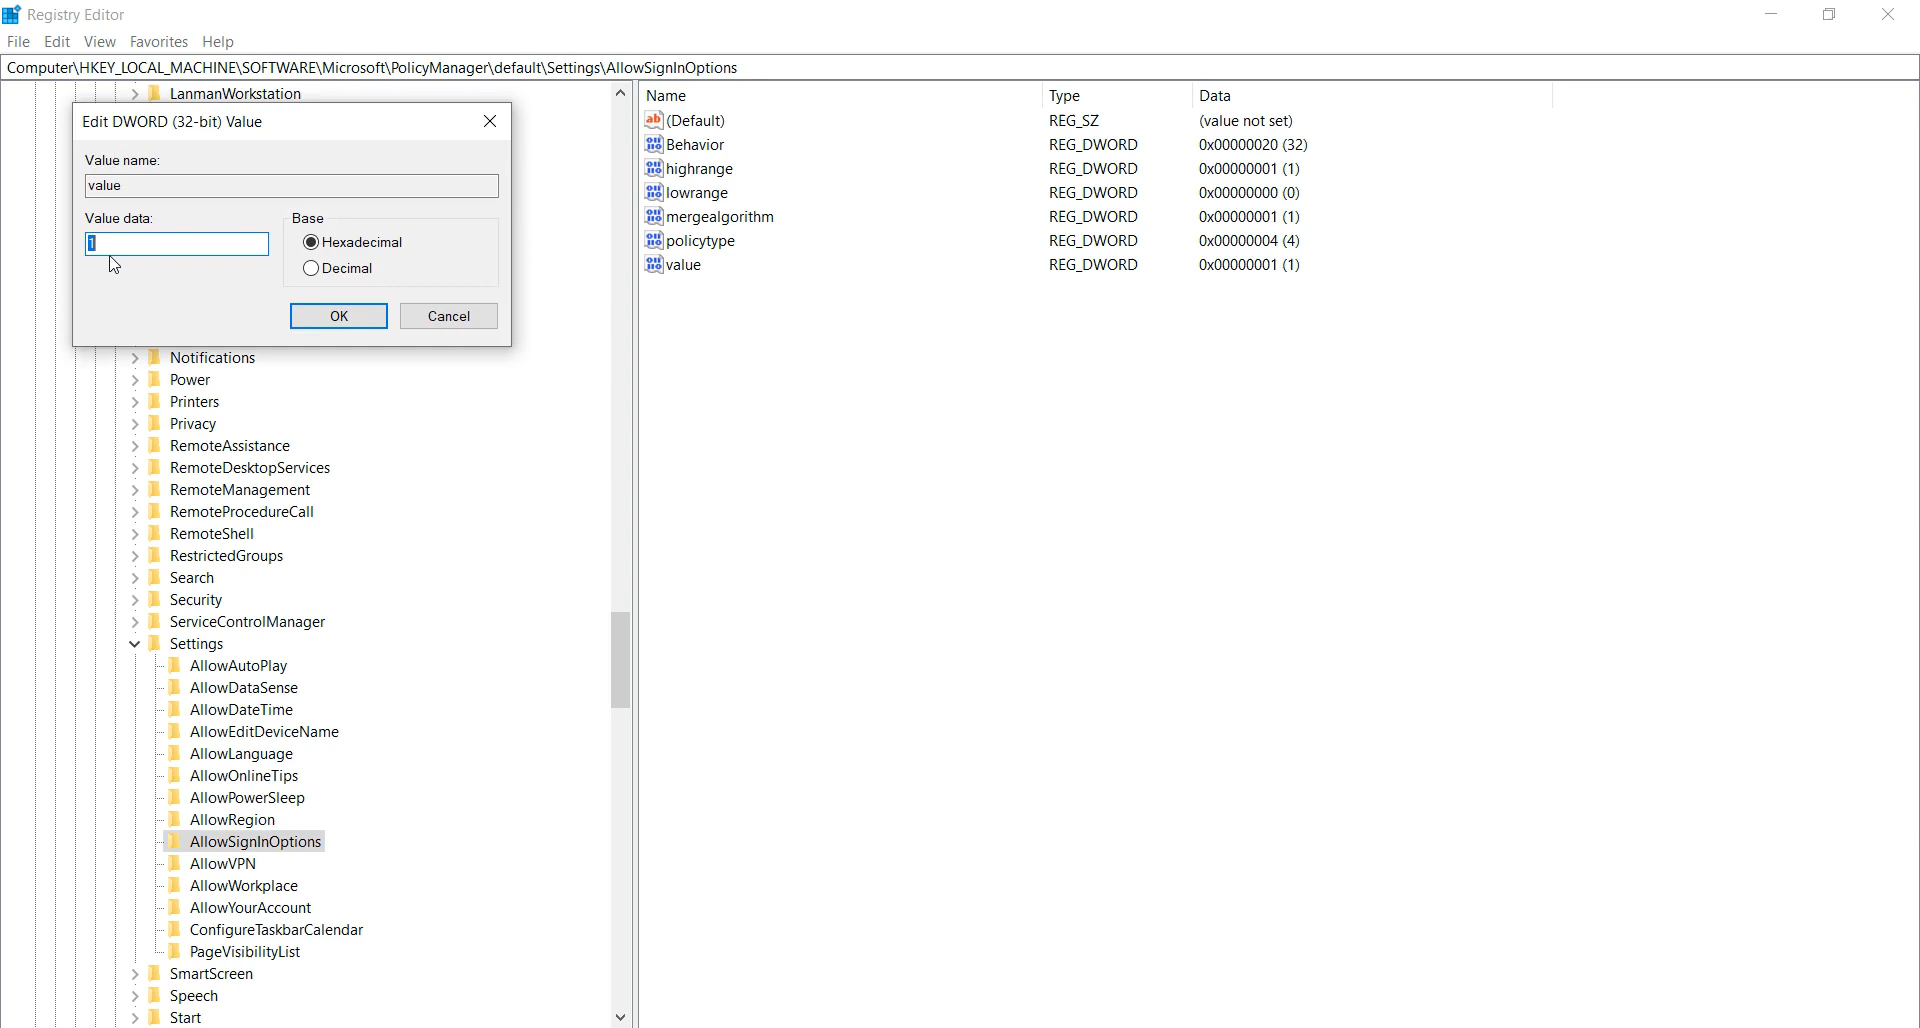 Registry Editor
File Edit View Favorites Help
Computer\HKEY_LOCAL_MACHINE\SOFTWARE\Microsoft\PolicyManager\default\Settings\AllowSignInOptions
LanmanWorkstation
Edit DWORD (32-bit) Value
Value name:
value
Value data:
1
Base
Hexadecimal
Decimal
OK
Cancel
Notifications
Power
Printers
Privacy
RemoteAssistance
RemoteDesktopServices
RemoteManagement
RemoteProcedureCall
RemoteShell
RestrictedGroups
Search
Security
ServiceControlManager
Settings
AllowAutoPlay
AllowDataSense
AllowDateTime
AllowEditDeviceName
AllowLanguage
AllowOnlineTips
AllowPowerSleep
AllowRegion
AllowSignInOptions
AllowVPN
AllowWorkplace
AllowYourAccount
ConfigureTaskbarCalendar
PageVisibilityList
SmartScreen
Speech
Start
Name Type Data
ab (Default) REG_SZ (value not set)
Behavior REG_DWORD 0x00000020 (32)
highrange REG_DWORD 0x00000001 (1)
lowrange REG_DWORD 0x00000000 (0)
mergealgorithm REG_DWORD 0x00000001 (1)
policytype REG_DWORD 0x00000004 (4)
value REG_DWORD 0x00000001 (1)